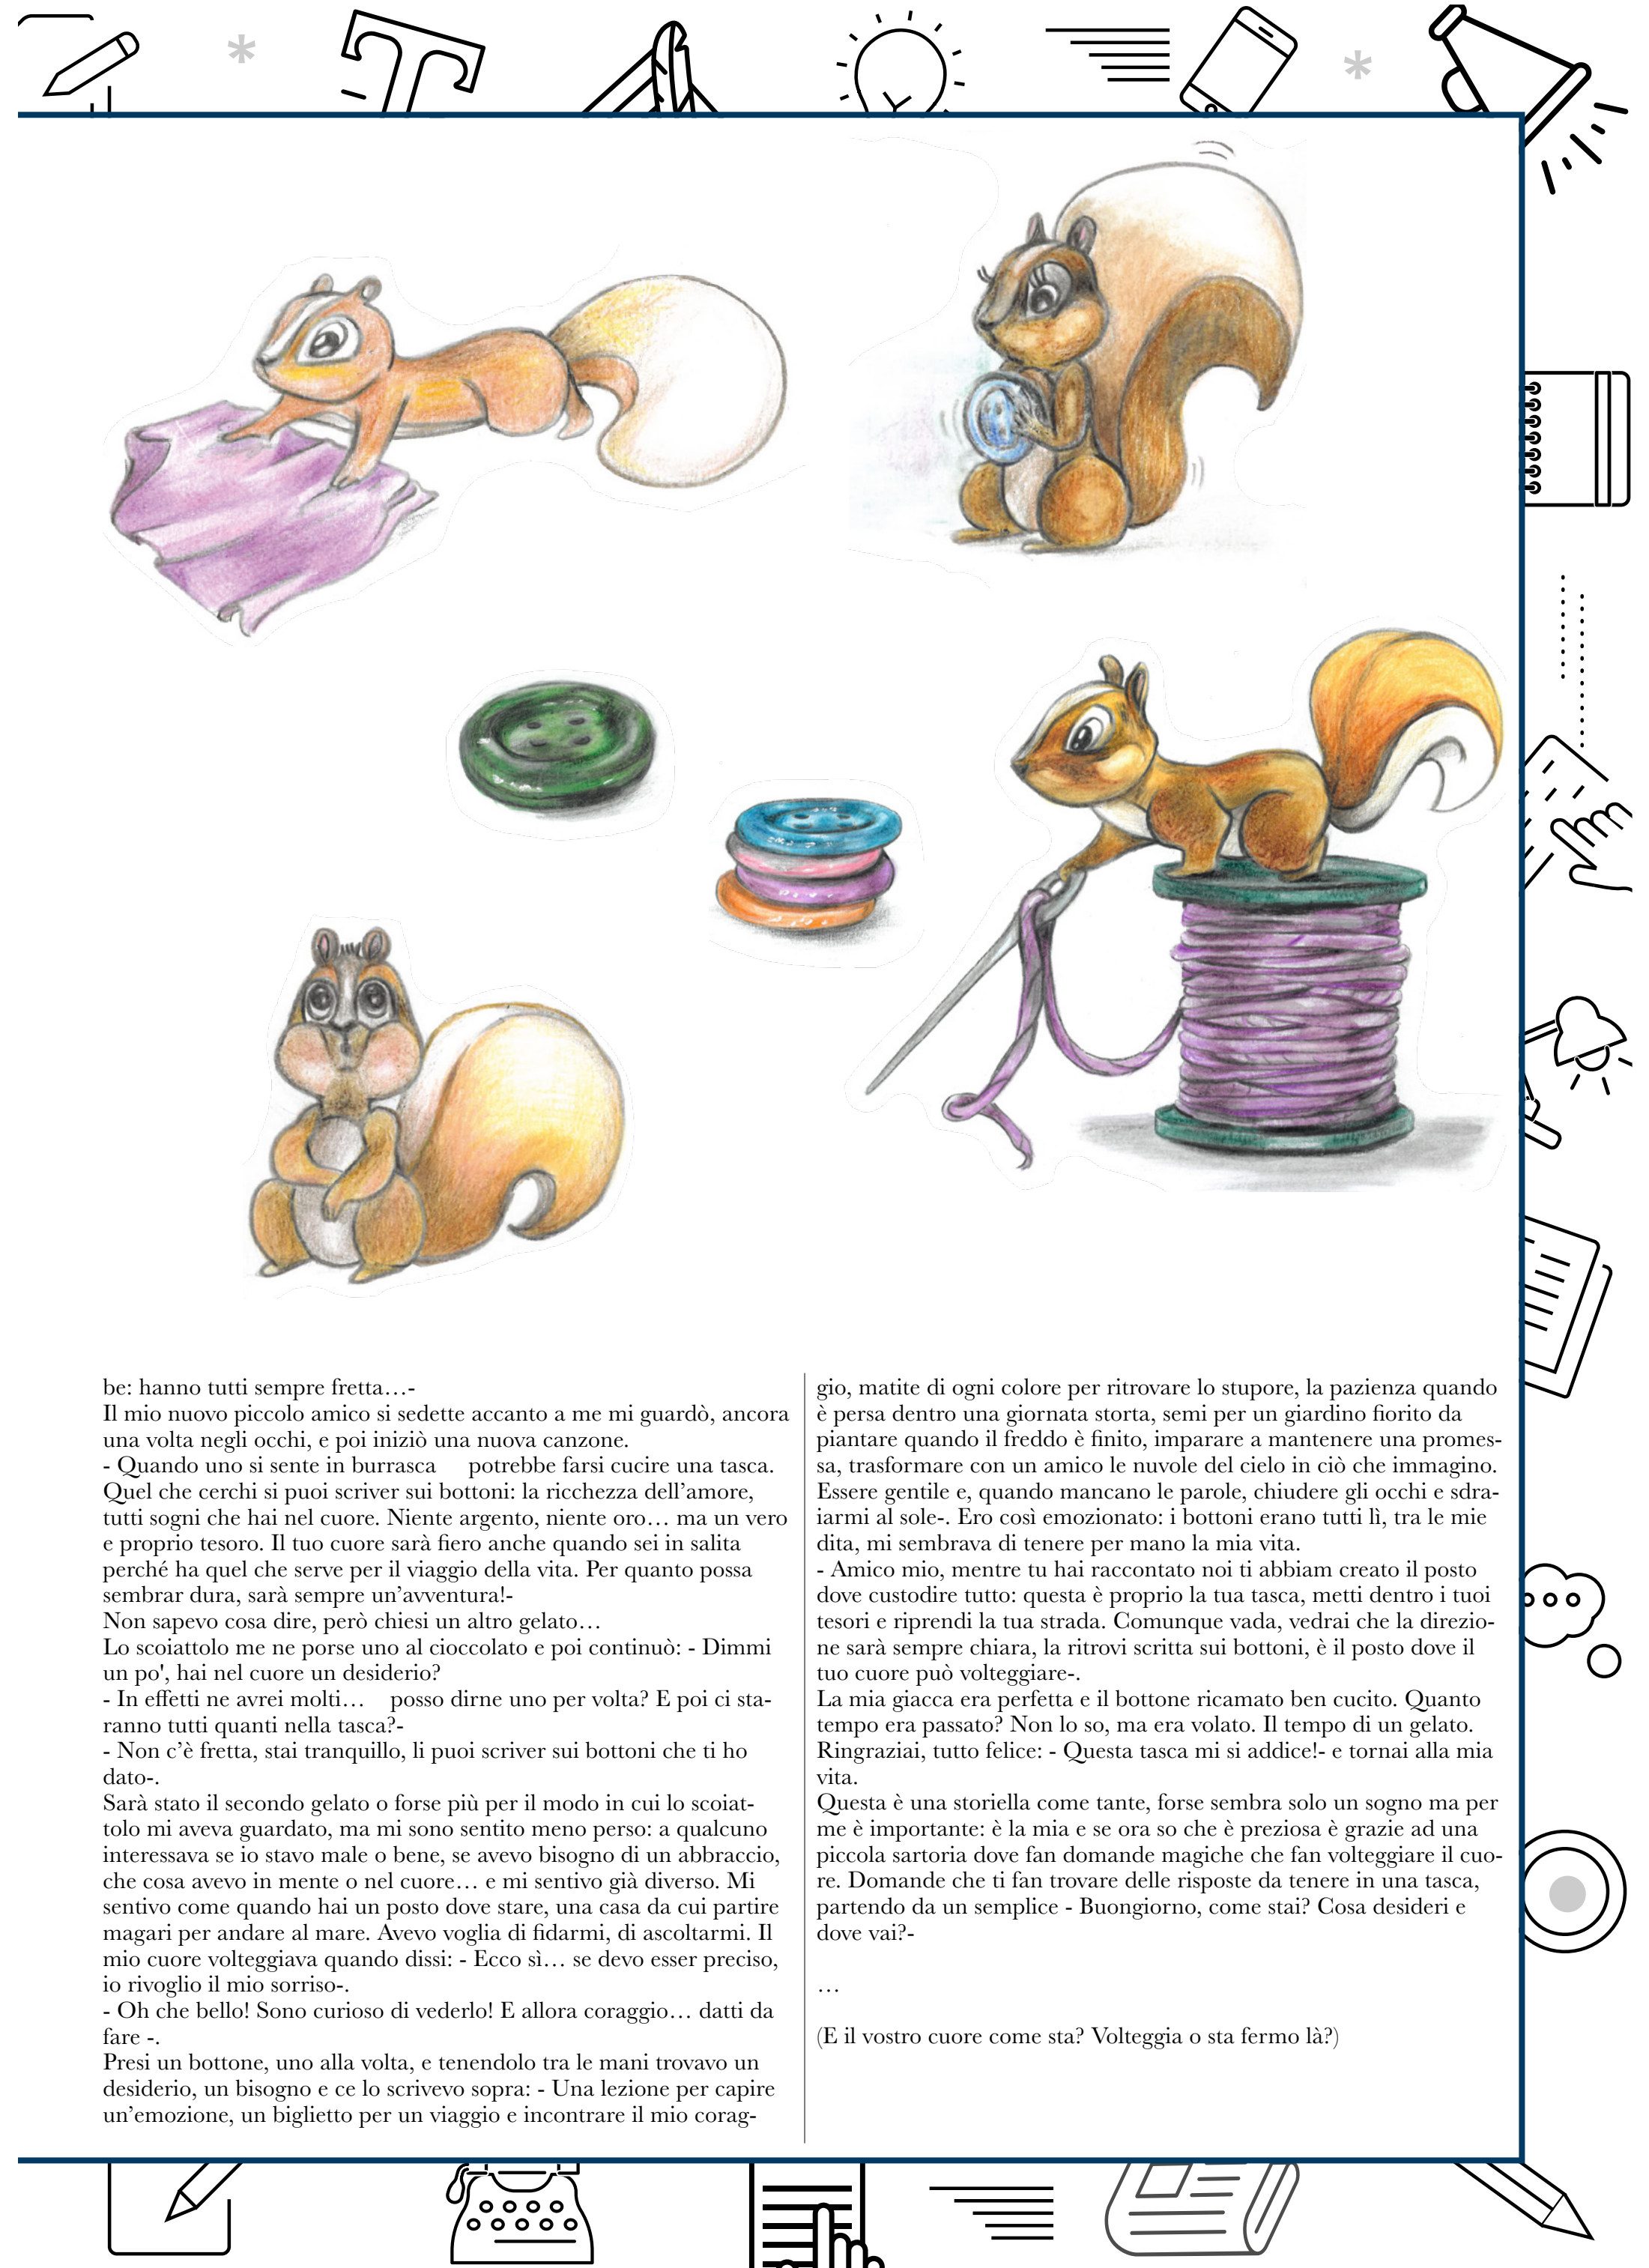 be: hanno tutti sempre fretta…-
Il mio nuovo piccolo amico si sedette accanto a me mi guardò, ancora
una volta negli occhi, e poi iniziò una nuova canzone.
- Quando uno si sente in burrasca potrebbe farsi cucire una tasca.
Quel che cerchi si puoi scriver sui bottoni: la ricchezza dell’amore,
tutti sogni che hai nel cuore. Niente argento, niente oro… ma un vero
e proprio tesoro. Il tuo cuore sarà fiero anche quando sei in salita
perché ha quel che serve per il viaggio della vita. Per quanto possa
sembrar dura, sarà sempre un’avventura!-
Non sapevo cosa dire, però chiesi un altro gelato…
Lo scoiattolo me ne porse uno al cioccolato e poi continuò: - Dimmi
un po', hai nel cuore un desiderio?
- In effetti ne avrei molti… posso dirne uno per volta? E poi ci sta-
ranno tutti quanti nella tasca?-
- Non c’è fretta, stai tranquillo, li puoi scriver sui bottoni che ti ho
dato-.
Sarà stato il secondo gelato o forse più per il modo in cui lo scoiat-
tolo mi aveva guardato, ma mi sono sentito meno perso: a qualcuno
interessava se io stavo male o bene, se avevo bisogno di un abbraccio,
che cosa avevo in mente o nel cuore… e mi sentivo già diverso. Mi
sentivo come quando hai un posto dove stare, una casa da cui partire
magari per andare al mare. Avevo voglia di fidarmi, di ascoltarmi. Il
mio cuore volteggiava quando dissi: - Ecco sì… se devo esser preciso,
io rivoglio il mio sorriso-.
- Oh che bello! Sono curioso di vederlo! E allora coraggio… datti da
fare -.
Presi un bottone, uno alla volta, e tenendolo tra le mani trovavo un
desiderio, un bisogno e ce lo scrivevo sopra: - Una lezione per capire
un’emozione, un biglietto per un viaggio e incontrare il mio corag-
gio, matite di ogni colore per ritrovare lo stupore, la pazienza quando
è persa dentro una giornata storta, semi per un giardino fiorito da
piantare quando il freddo è finito, imparare a mantenere una promes-
sa, trasformare con un amico le nuvole del cielo in ciò che immagino.
Essere gentile e, quando mancano le parole, chiudere gli occhi e sdra-
iarmi al sole-. Ero così emozionato: i bottoni erano tutti lì, tra le mie
dita, mi sembrava di tenere per mano la mia vita.
- Amico mio, mentre tu hai raccontato noi ti abbiam creato il posto
dove custodire tutto: questa è proprio la tua tasca, metti dentro i tuoi
tesori e riprendi la tua strada. Comunque vada, vedrai che la direzio-
ne sarà sempre chiara, la ritrovi scritta sui bottoni, è il posto dove il
tuo cuore può volteggiare-.
La mia giacca era perfetta e il bottone ricamato ben cucito. Quanto
tempo era passato? Non lo so, ma era volato. Il tempo di un gelato.
Ringraziai, tutto felice: - Questa tasca mi si addice!- e tornai alla mia
vita.
Questa è una storiella come tante, forse sembra solo un sogno ma per
me è importante: è la mia e se ora so che è preziosa è grazie ad una
piccola sartoria dove fan domande magiche che fan volteggiare il cuo-
re. Domande che ti fan trovare delle risposte da tenere in una tasca,
partendo da un semplice - Buongiorno, come stai? Cosa desideri e
dove vai?-
…
(E il vostro cuore come sta? Volteggia o sta fermo là?)